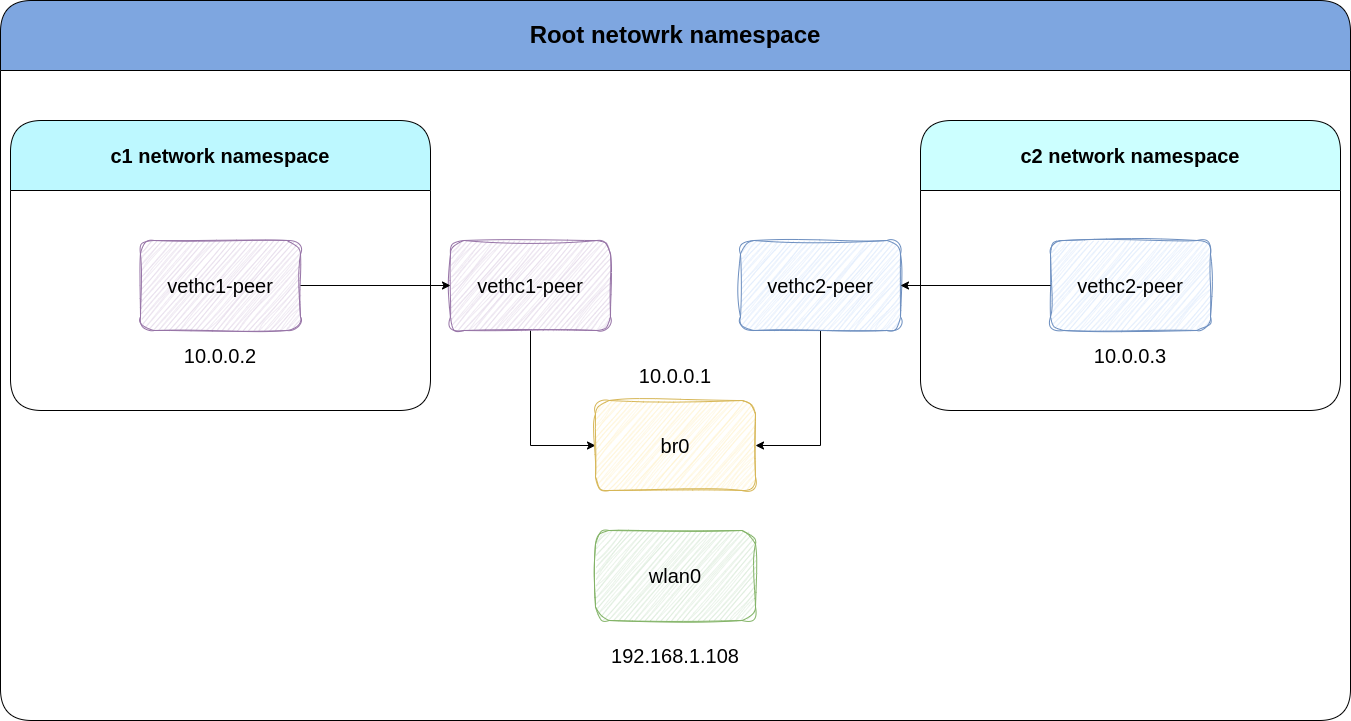 Root netowrk namespace
c1 network namespace
c2 network namespace
vethc1-peer
vethc1-peer
vethc2-peer
vethc2-peer
10.0.0.2
10.0.0.3
10.0.0.1
br0
wlan0
192.168.1.108